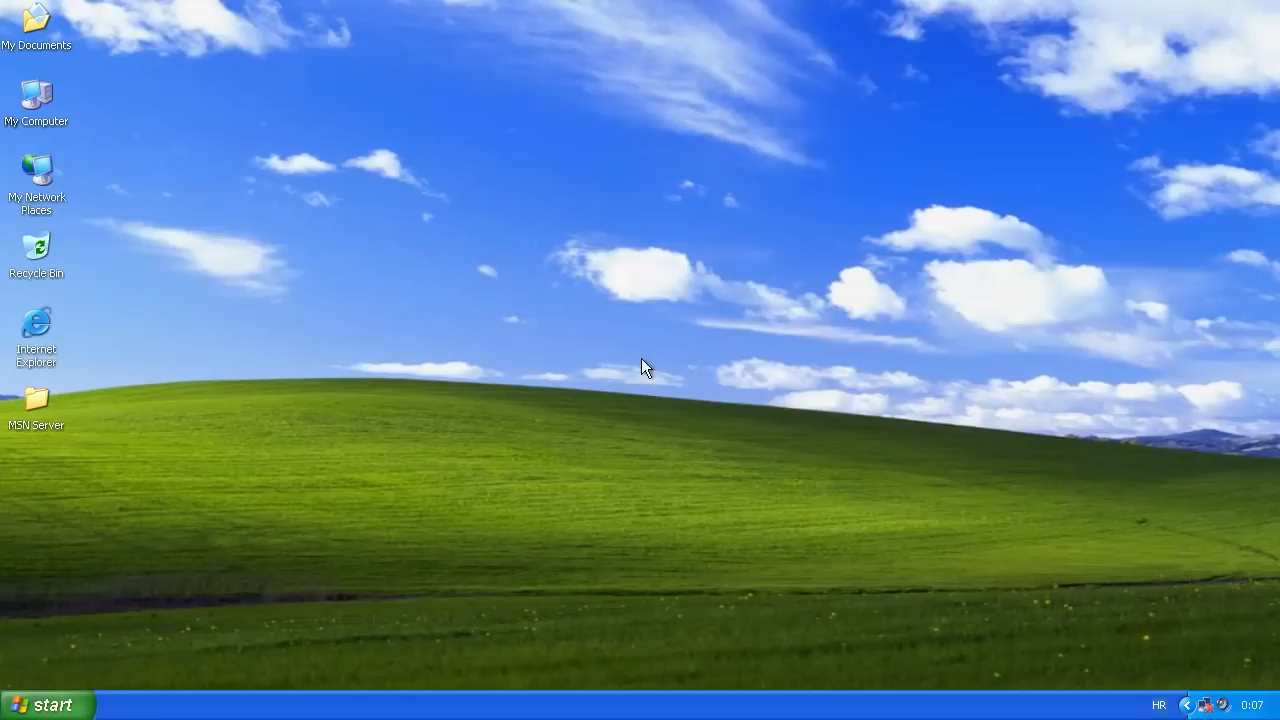 My Documents
My Computer
My Network
Places
Recycle Bin
Internet
Explorer
MSN Server
start
HR
0:07